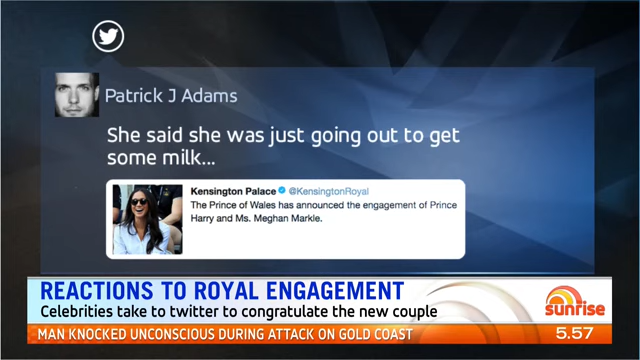 Patrick J Adams
She said she was just going out to get
some milk...
Kensington Palace @KensingtonRoyal
The Prince of Wales has announced the engagement of Prince
Harry and Ms. Meghan Markle.
REACTIONS TO ROYAL ENGAGEMENT
Celebrities take to twitter to congratulate the new couple
sunrise
MAN KNOCKED UNCONSCIOUS DURING ATTACK ON GOLD COAST
5.57